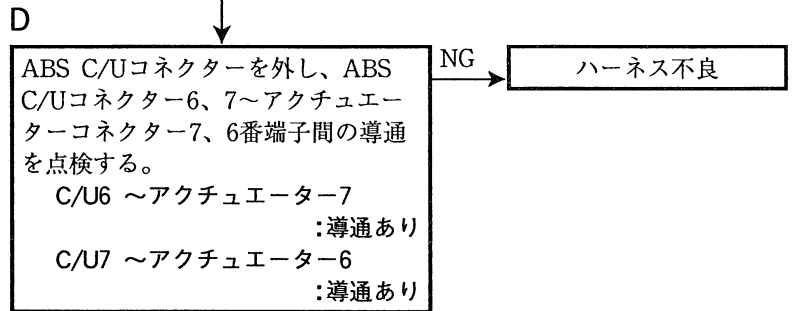 D
ABS C/Uコネクターを外し、ABS
C/Uコネクター6、7～アクチュエー
ターコネクター7、6番端子間の導通
を点検する。
C/U6 ～アクチュエーター7
:導通あり
C/U7 ～アクチュエーター6
:導通あり
NG
ハーネス不良